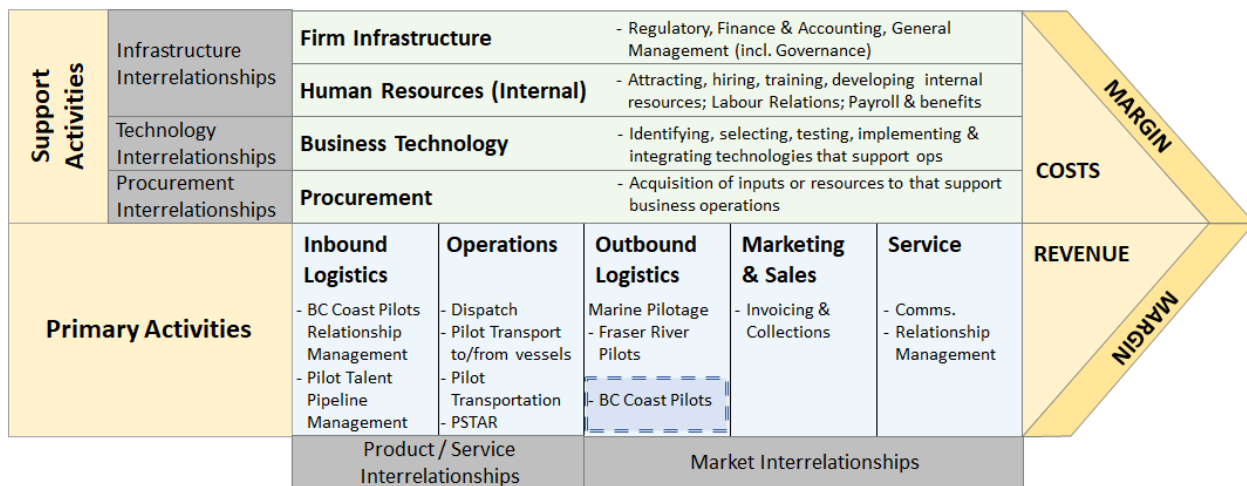 Support
Activities
Infrastructure
Interrelationships
Technology
Interrelationships
Procurement
Interrelationships
Firm Infrastructure
- Regulatory, Finance & Accounting, General
Management (incl. Governance)
Human Resources (Internal)
- Attracting, hiring, training, developing internal
resources; Labour Relations; Payroll & benefits
Business Technology
- Identifying, selecting, testing, implementing &
integrating technologies that support ops
Procurement
- Acquisition of inputs or resources to that support
business operations
COSTS
MARGIN
Primary Activities
Inbound
Logistics
- BC Coast Pilots
Relationship
Management
- Pilot Talent
Pipeline
Management
Operations
- Dispatch
- Pilot Transport
to/from vessels
- Pilot
Transportation
- PSTAR
Outbound
Logistics
Marine Pilotage
- Fraser River
Pilots
- BC Coast Pilots
Marketing
& Sales
- Invoicing &
Collections
Service
- Comms.
- Relationship
Management
REVENUE
MARGIN
Product / Service
Interrelationships
Market Interrelationships